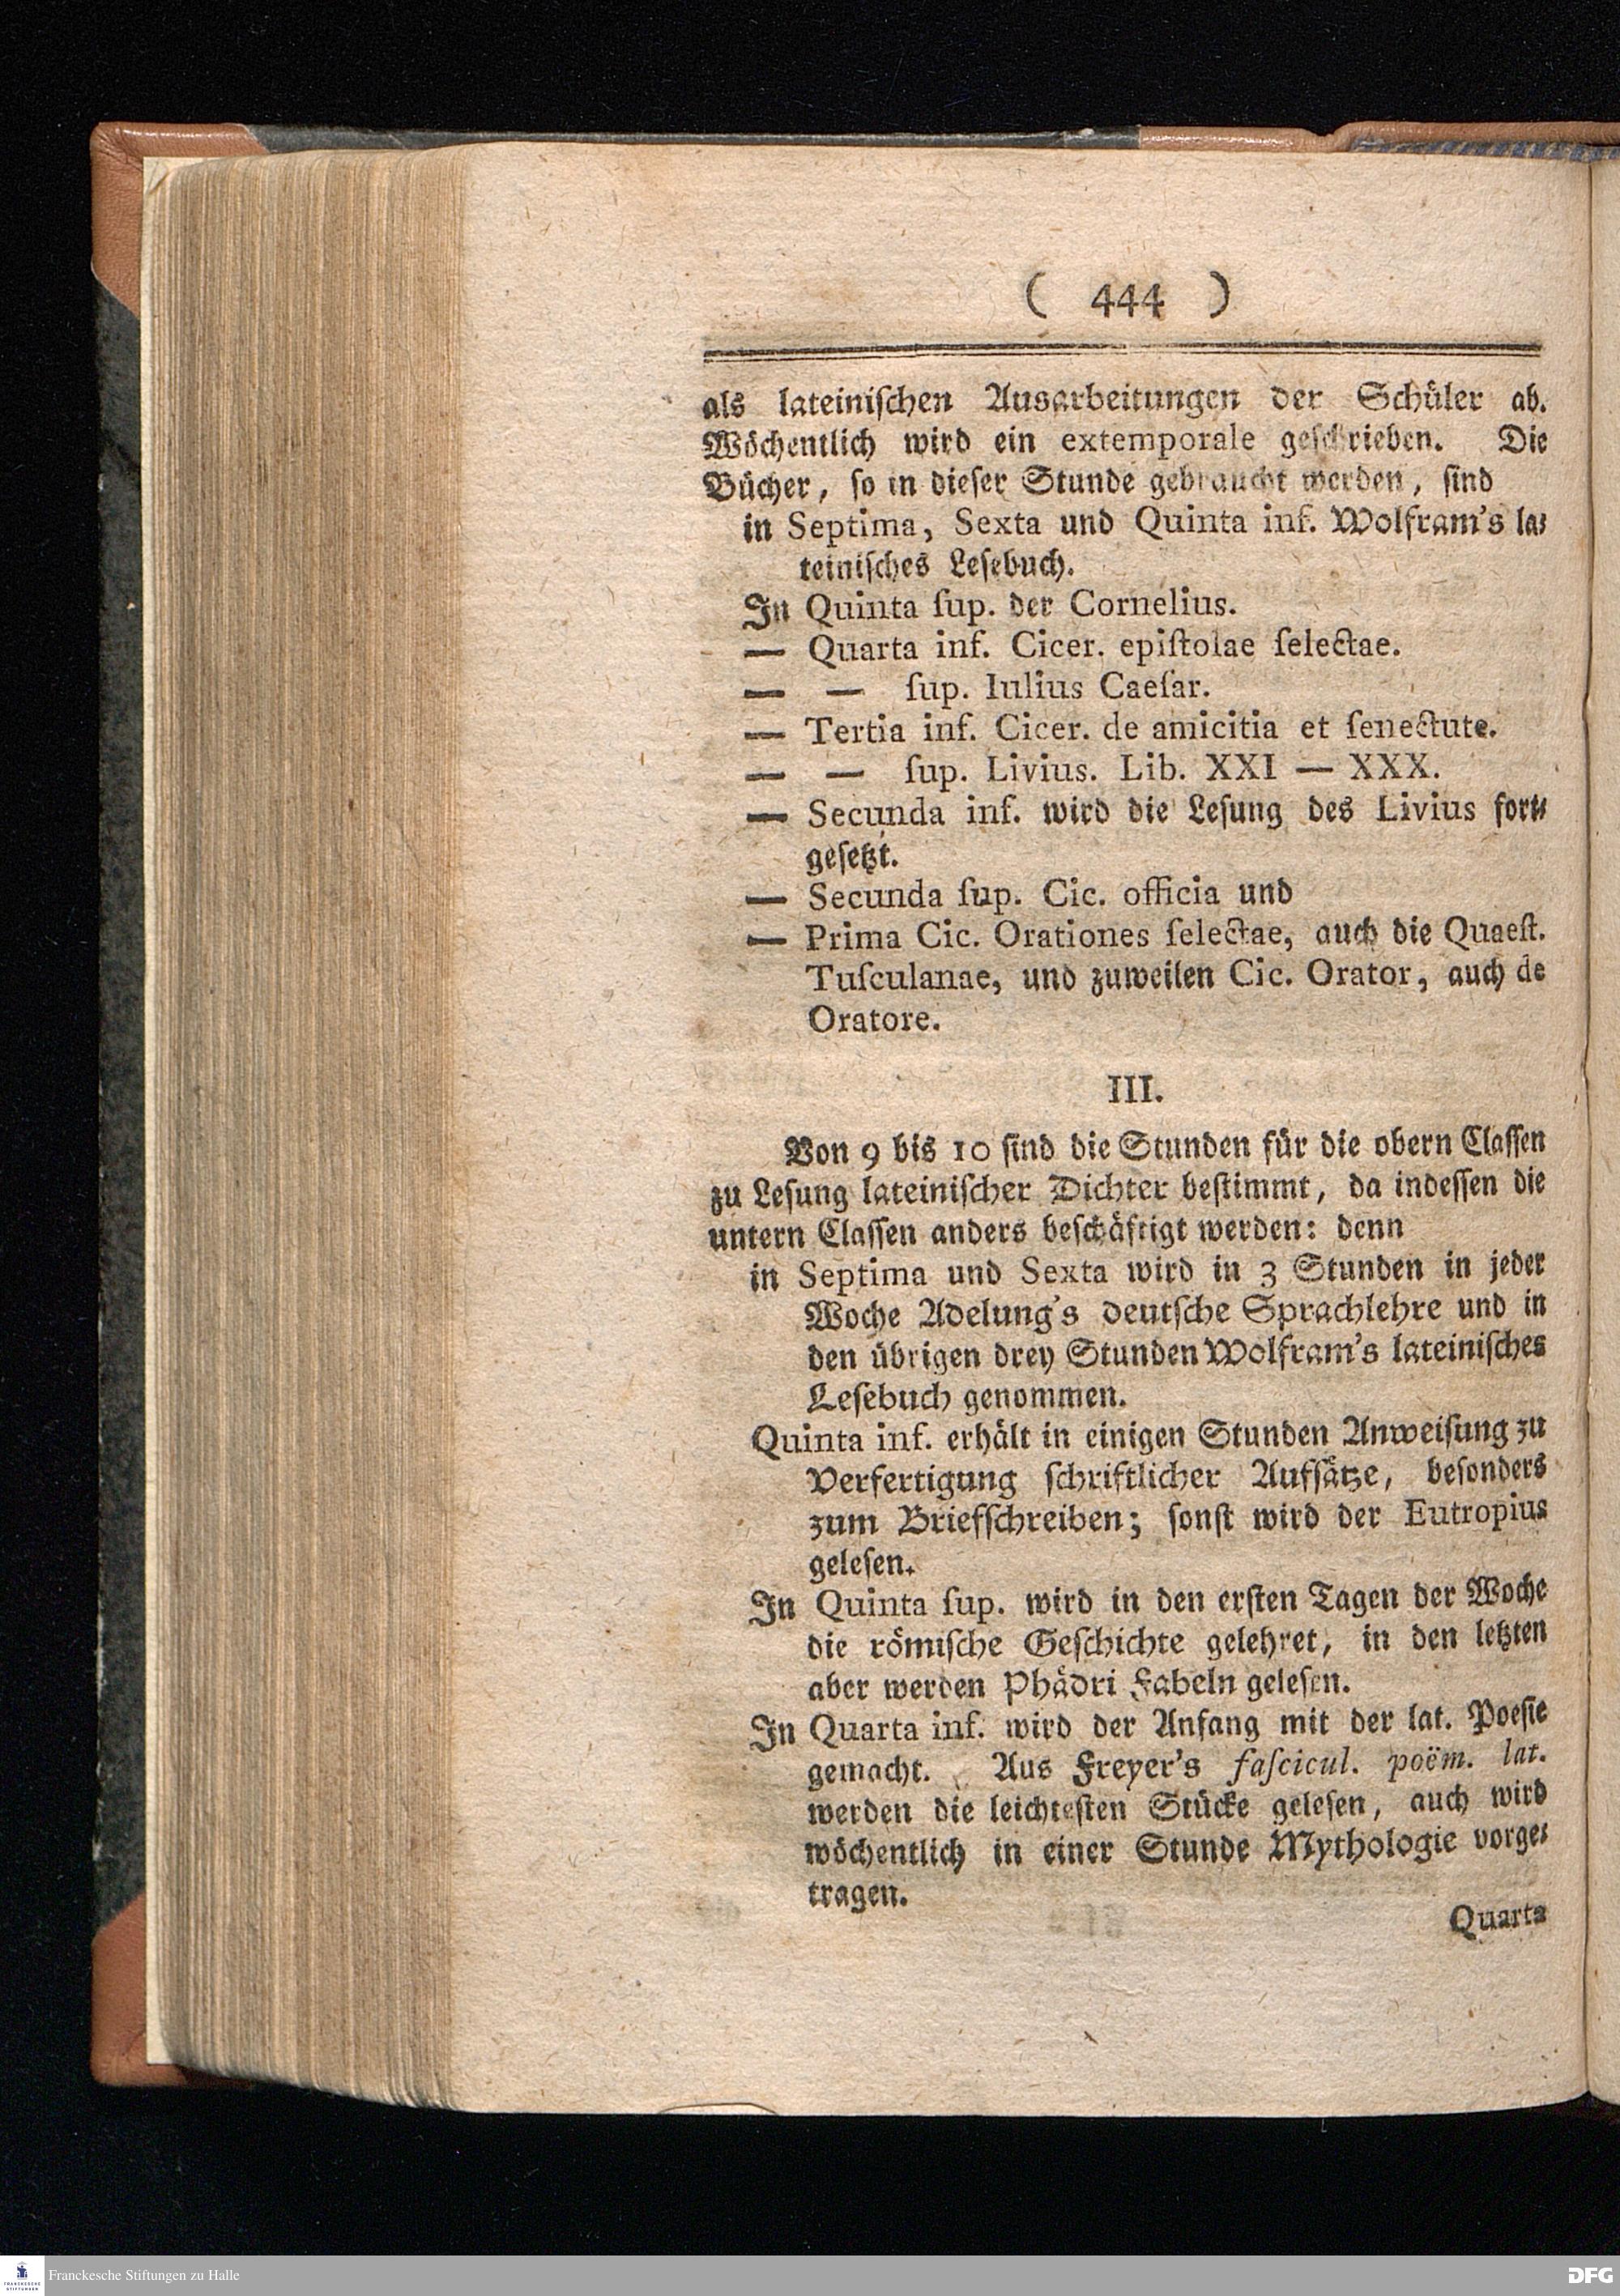 ( 444 )
als lateinischen Ausarbeitungen der Schüler ab.
Wöchentlich wird ein extemporale geschrieben. Die
Bücher, so in dieser Stunde gebraucht werden, sind
in Septima, Sexta und Quinta inf. Wolfram's la-
teinisches Lesebuch.
In Quinta ſup. der Cornelius.
— Quarta inf. Cicer. epiſtolae ſelectae.
— — ſup. Iulius Caeſar.
— Tertia inf. Cicer. de amicitia et ſenectute.
— — ſup. Livius. Lib. XXI — XXX.
— Secunda inf. wird die Lesung des Livius fort-
gesetzt.
— Secunda ſup. Cic. officia und
— Prima Cic. Orationes ſelectae, auch die Quaeſt.
Tuſculanae, und zuweilen Cic. Orator, auch de
Oratore.
III.
Von 9 bis 10 sind die Stunden für die obern Classen
zu Lesung lateinischer Dichter bestimmt, da indessen die
untern Classen anders beschäftigt werden: denn
in Septima und Sexta wird in 3 Stunden in jeder
Woche Adelung's deutsche Sprachlehre und in
den übrigen drey Stunden Wolfram's lateinisches
Lesebuch genommen.
Quinta inf. erhält in einigen Stunden Anweisung zu
Verfertigung schriftlicher Aufsätze, besonders
zum Briefschreiben; sonst wird der Eutropius
gelesen.
In Quinta ſup. wird in den ersten Tagen der Woche
die römische Geschichte gelehret, in den letzten
aber werden Phädri Fabeln gelesen.
In Quarta inf. wird der Anfang mit der lat. Poesie
gemacht. Aus Freyer's faſcicul. poëm. lat.
werden die leichtesten Stücke gelesen, auch wird
wöchentlich in einer Stunde Mythologie vorge-
tragen.
Quarta
FRANCKESCHE
STIFTUNGEN
Franckesche Stiftungen zu Halle
DFG